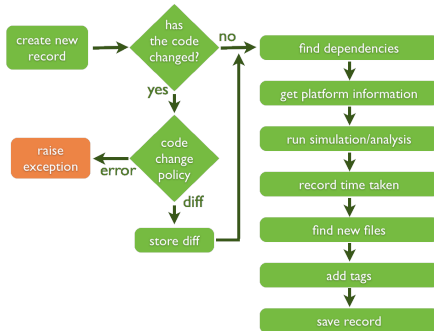 create new
record
has
the code
changed?
no
yes
code
change
policy
error
raise
exception
diff
store diff
find dependencies
get platform information
run simulation/analysis
record time taken
find new files
add tags
save record